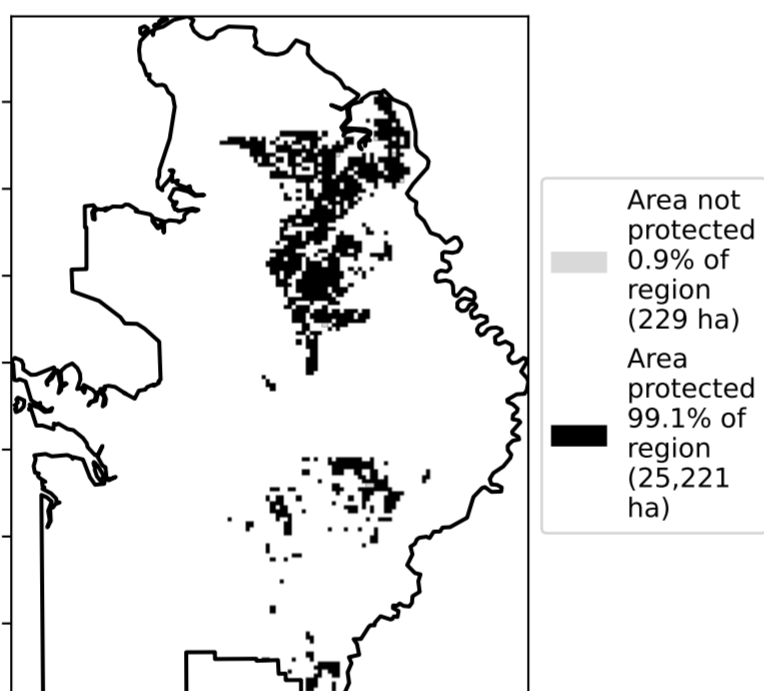 Area not
protected
0.9% of
region
(229 ha)
Area
protected
99.1% of
region
(25,221
ha)